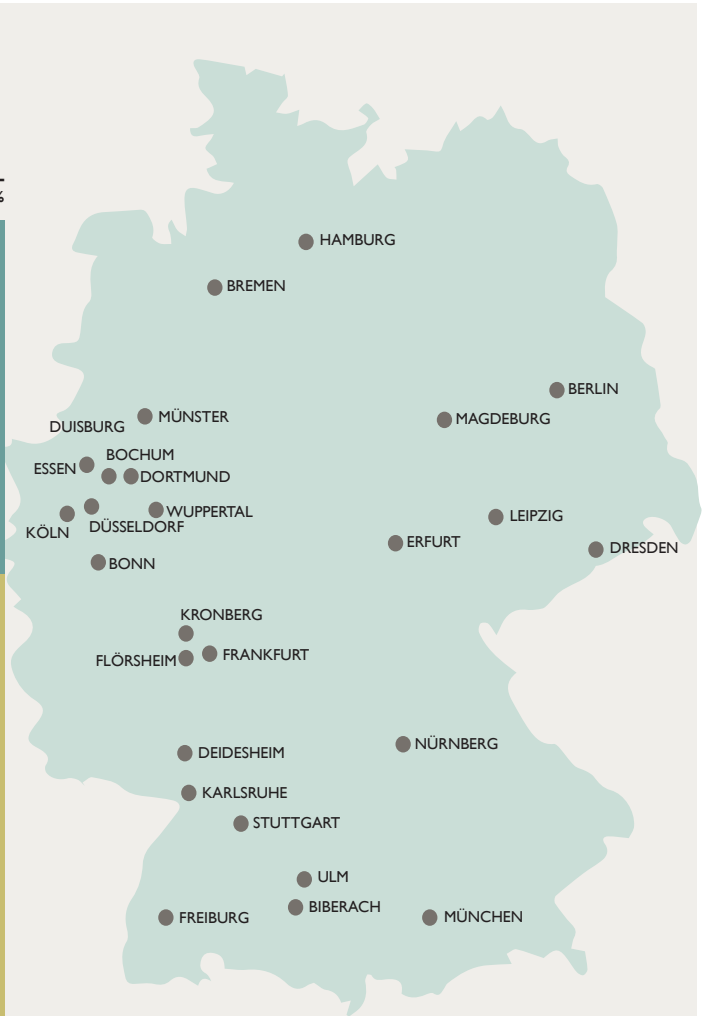 %
HAMBURG
BREMEN
BERLIN
MÜNSTER
MAGDEBURG
DUISBURG
BOCHUM
ESSEN
DORTMUND
WUPPERTAL
LEIPZIG
DÜSSELDORF
KÖLN
ERFURT
DRESDEN
BONN
KRONBERG
FRANKFURT
FLÖRSHEIM
NÜRNBERG
DEIDESHEIM
KARLSRUHE
STUTTGART
ULM
BIBERACH
MÜNCHEN
FREIBURG